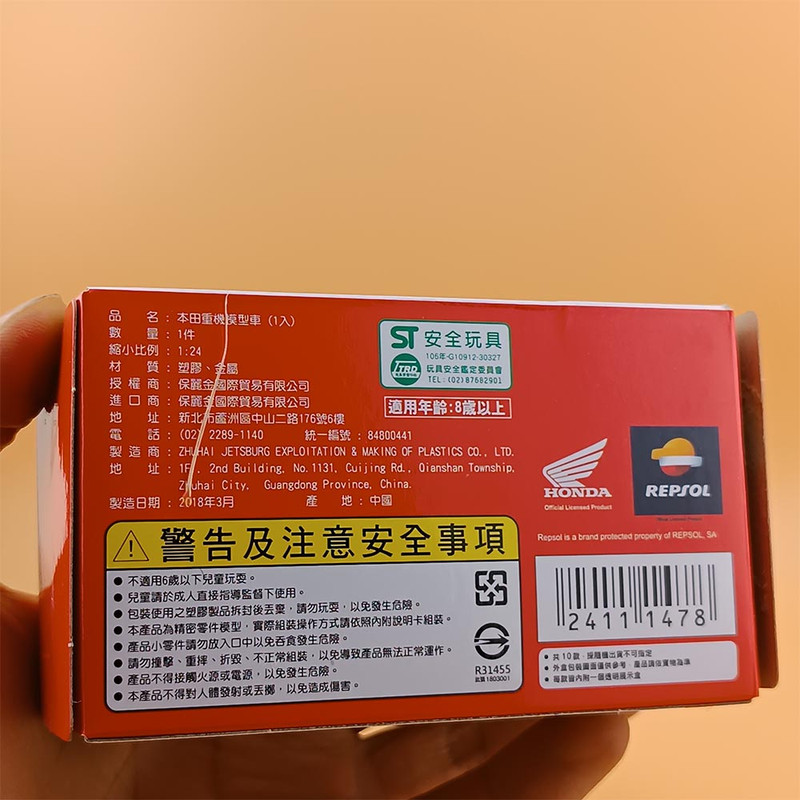 品 名：本田重機模型車（1入）
數 量：1件
縮小比例：1:24
材 質：塑膠、金屬
授 權 商：保麗金國際貿易有限公司
進 口 商：保麗金國際貿易有限公司
地 址：新北市蘆洲區中山二路176號6樓
電 話：(02) 2289-1140 統一編號：84800441
製 造 商：ZHUHAI JETSBURG EXPLOITATION & MAKING OF PLASTICS CO., LTD.
地 址：1F., 2nd Building, No.1131, Cuijing Rd., Qianshan Township,
Zhuhai City, Guangdong Province, China.
製造日期：2018年3月 產 地：中國
ST 安全玩具
106年-G10912-3032T
TTRD 玩具安全鑑定委員會
TEL:(02)87682901
適用年齡:8歲以上
HONDA
Official Licensed Product
REPSOL
Repsol is a brand protected property of REPSOL, SA
警告及注意安全事項
● 不適用6歲以下兒童玩耍。
● 兒童請於成人直接指導監督下使用。
● 包裝使用之塑膠製品拆封後丟棄，請勿玩耍，以免發生危險。
● 本產品為精密零件模型，實際組裝操作方式請依照內附說明卡組裝。
● 產品小零件請勿放入口中以免吞食發生危險。
● 請勿撞擊、重摔、折毀、不正常組裝，以免導致產品無法正常運作。
● 產品不得接觸火源或電源，以免發生危險。
● 本產品不得對人體發射或丟擲，以免造成傷害。
R31455
批號1803001
2411 1478
● 共10款，採隨機出貨不可指定
● 外盒包裝圖面僅供參考，產品請依實物為準
● 每款皆內附一個透明展示盒